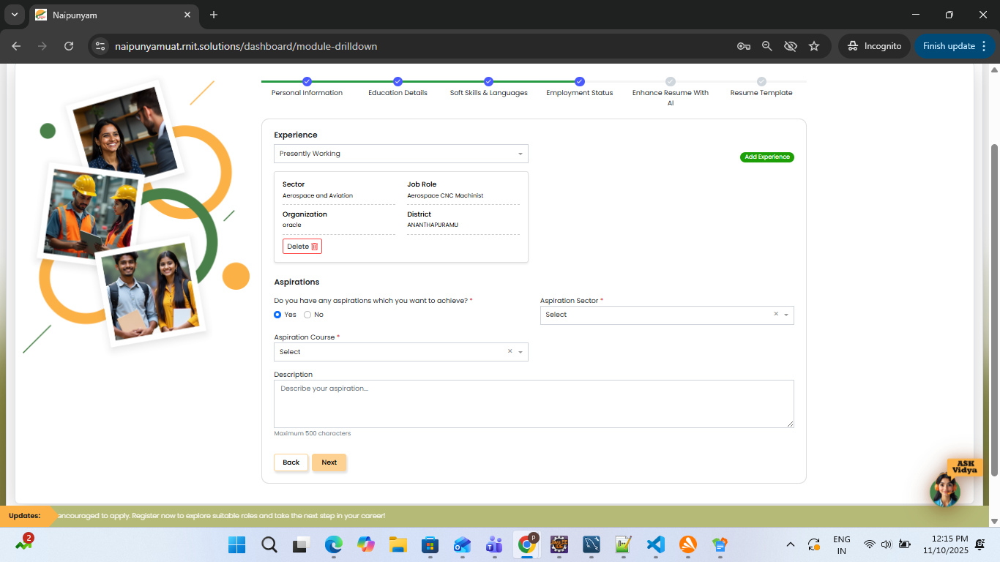 Naipunyam
naipunyamuat.rnit.solutions/dashboard/module-drilldown
Incognito
Finish update
Personal Information
Education Details
Soft Skills & Languages
Employment Status
Enhance Resume With
AI
Resume Template
Experience
Presently Working
Add Experience
Sector
Job Role
Aerospace and Aviation
Aerospace CNC Machinist
Organization
District
oracle
ANANTHAPURAMU
Delete
Aspirations
Do you have any aspirations which you want to achieve? *
Aspiration Sector *
Yes
No
Select
Aspiration Course *
Select
Description
Describe your aspiration...
Maximum 500 characters
Back
Next
ASK
Vidya
Updates:
encouraged to apply. Register now to explore suitable roles and take the next step in your career!
2
p
Java EE
IDE
ENG
IN
12:15 PM
11/10/2025